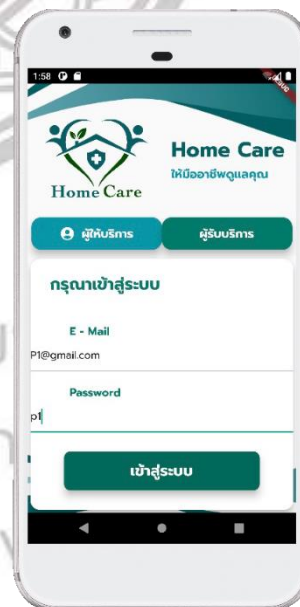 1:58
Home Care
ให้มืออาชีพดูแลคุณ
Home Care
ผู้ให้บริการ
ผู้รับบริการ
กรุณาเข้าสู่ระบบ
E - Mail
P1@gmail.com
Password
p1
เข้าสู่ระบบ